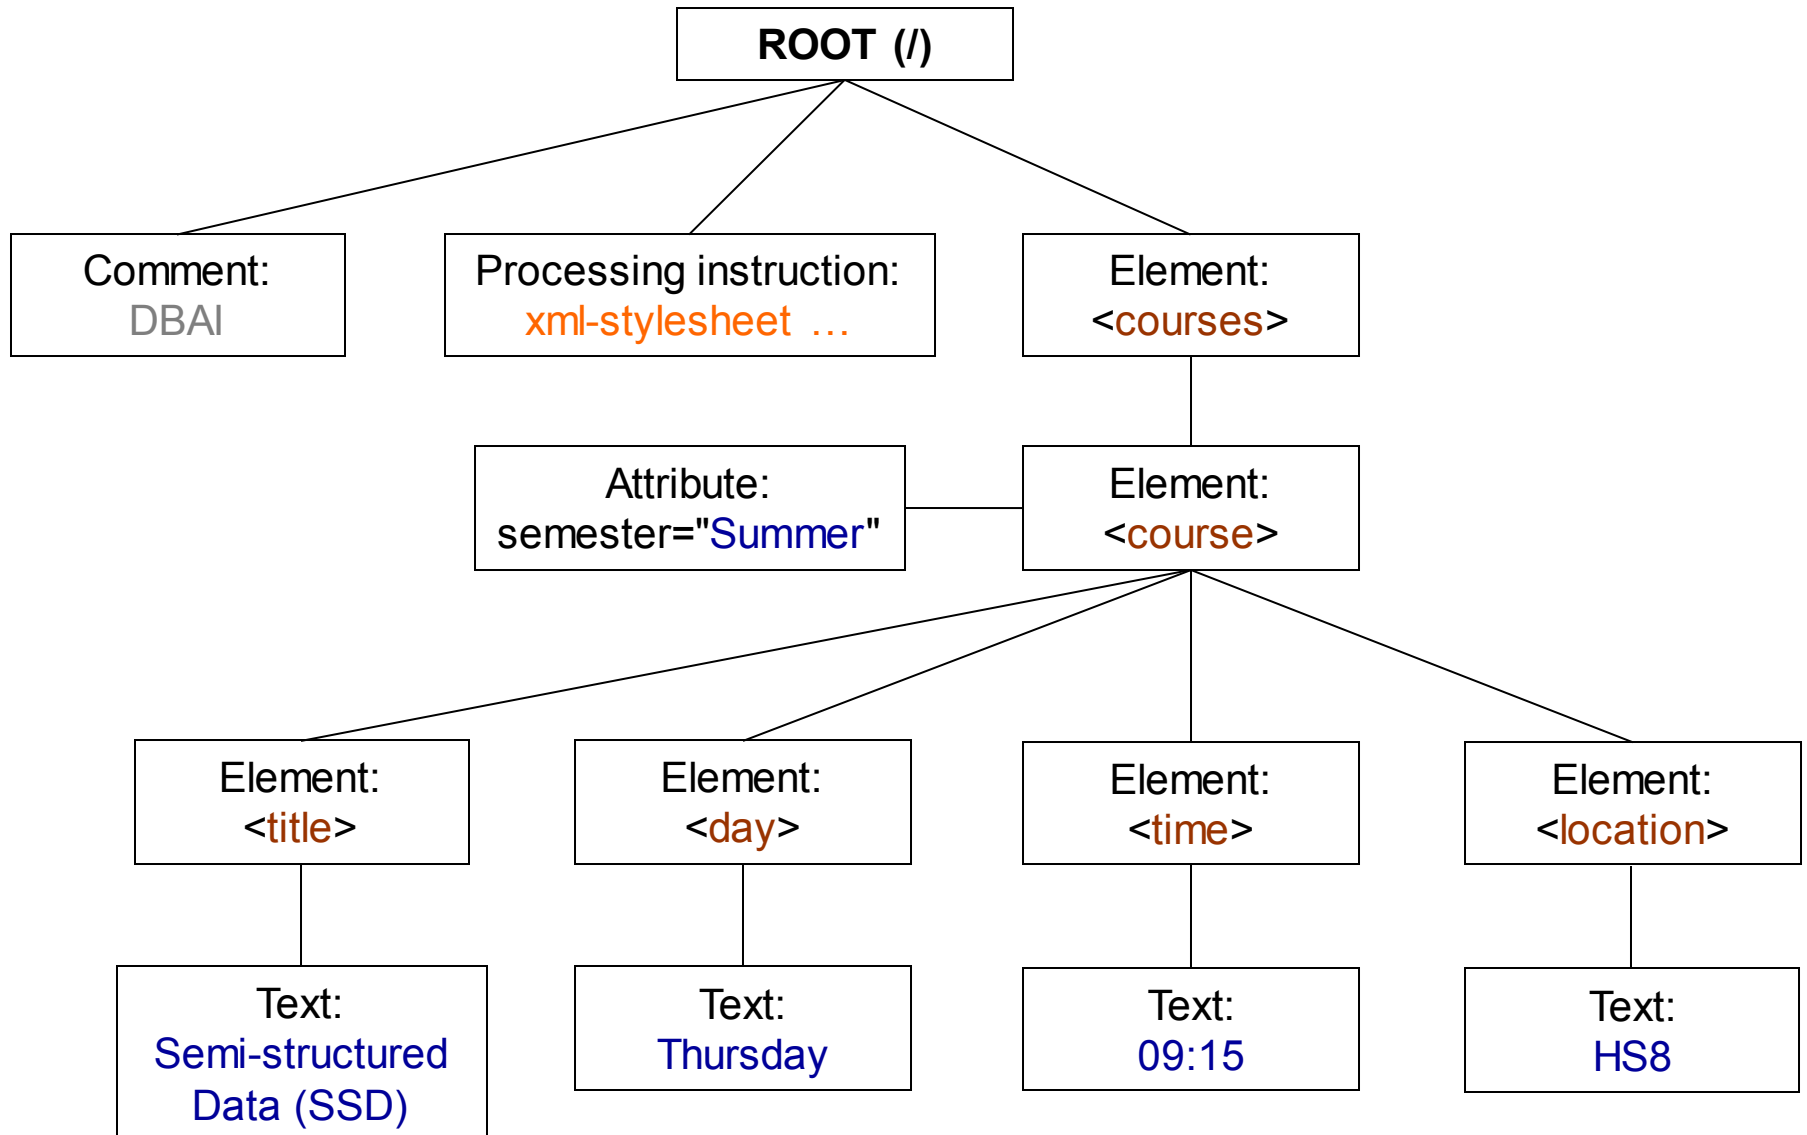 ROOT (/)
Comment:
DBAI
Processing instruction:
xml-stylesheet …
Element:
<courses>
Attribute:
semester="Summer"
Element:
<course>
Element:
<title>
Element:
<day>
Element:
<time>
Element:
<location>
Text:
Semi-structured
Data (SSD)
Text:
Thursday
Text:
09:15
Text:
HS8